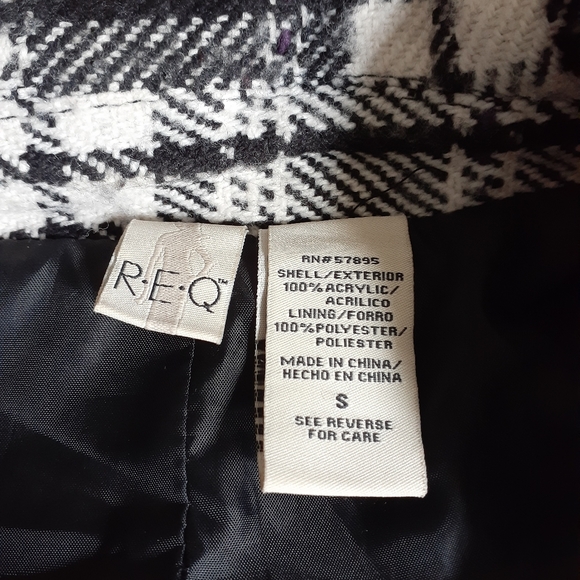 R·E·Q™
RN#57895
SHELL/EXTERIOR
100%ACRYLIC/
ACRILICO
LINING/FORRO
100%POLYESTER/
POLIESTER
MADE IN CHINA/
HECHO EN CHINA
S
SEE REVERSE
FOR CARE